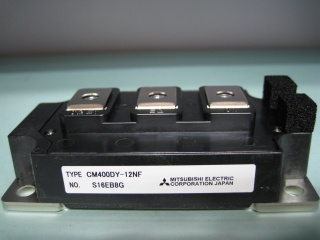 TYPE CM400DY-12NF
NO. S16EB8G
MITSUBISHI ELECTRIC
CORPORATION JAPAN